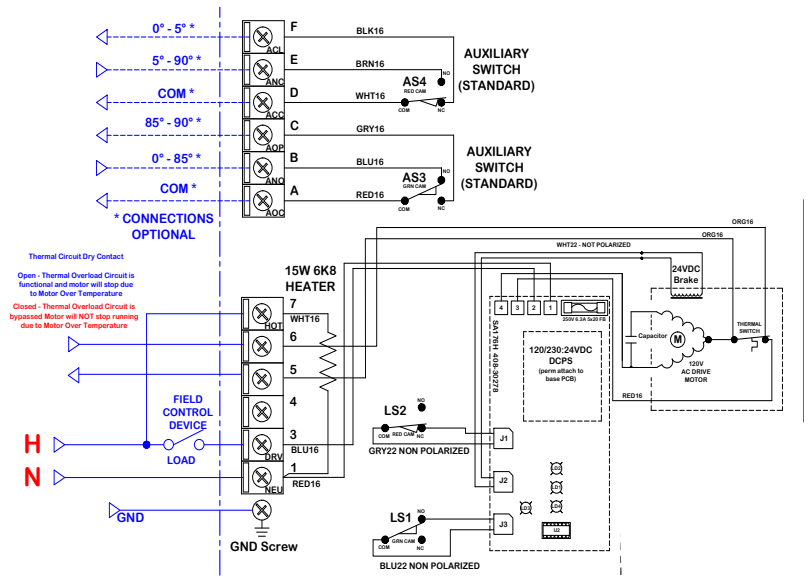 0° - 5° *
F
BLK16
ACL
5° - 90° *
E
BRN16
NO
ANC
AS4
RED CAM
AUXILIARY
SWITCH
(STANDARD)
COM *
D
WHT16
COM
NC
ACC
85° - 90° *
C
GRY16
AOP
0° - 85° *
B
BLU16
NO
ANO
AS3
GRN CAM
AUXILIARY
SWITCH
(STANDARD)
COM *
A
RED16
COM
NC
AOC
* CONNECTIONS
OPTIONAL
ORG16
ORG16
WHT22 - NOT POLARIZED
Thermal Circuit Dry Contact
Open - Thermal Overload Circuit is
functional and motor will stop due
to Motor Over Temperature
Closed - Thermal Overload Circuit is
bypassed Motor will NOT stop running
due to Motor Over Temperature
15W 6K8
HEATER
7
WHT16
HOT
6
5
4
FIELD
CONTROL
DEVICE
LOAD
3
BLU16
DRV
1
RED16
NEU
H
N
GND
GND Screw
24VDC
Brake
4
3
2
1
250V 6.3A 5x20 FB
SA176H 408-30278
120/230:24VDC
DCPS
(perm attach to
base PCB)
Capacitor
M
120V
AC DRIVE
MOTOR
THERMAL
SWITCH
RED16
LS2
NO
COM
RED CAM
NC
GRY22 NON POLARIZED
J1
J2
J3
LD2
LD1
LD3
LD4
U2
LS1
NO
COM
GRN CAM
NC
BLU22 NON POLARIZED